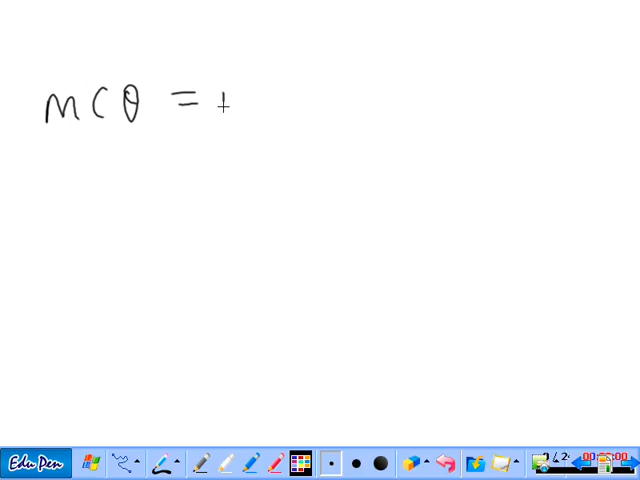 mcθ =
Edu Pen